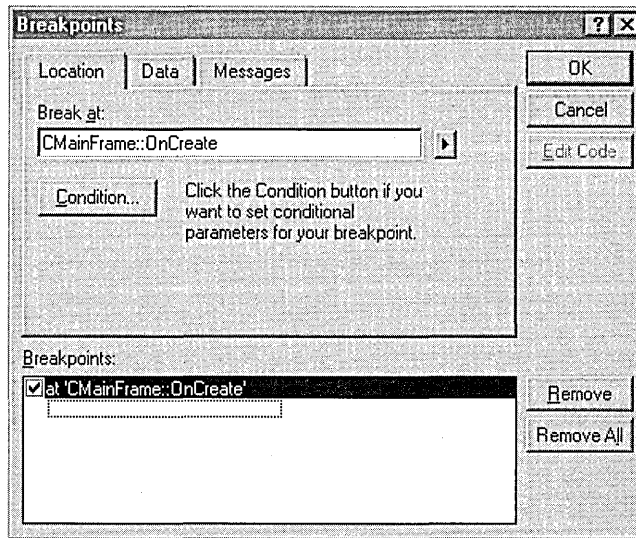 Breakpoints
Location Data Messages
OK
Break at:
Cancel
CMainFrame::OnCreate
Edit Code
Condition...
Click the Condition button if you
want to set conditional
parameters for your breakpoint.
Breakpoints:
at 'CMainFrame::OnCreate'
Remove
Remove All